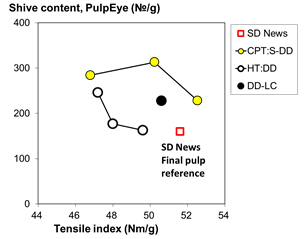 Shive content, PulpEye (№/g)
400
300
200
100
0
44
46
48
50
52
54
Tensile index (Nm/g)
SD News
Final pulp
reference
SD News
CPT:S-DD
HT:DD
DD-LC